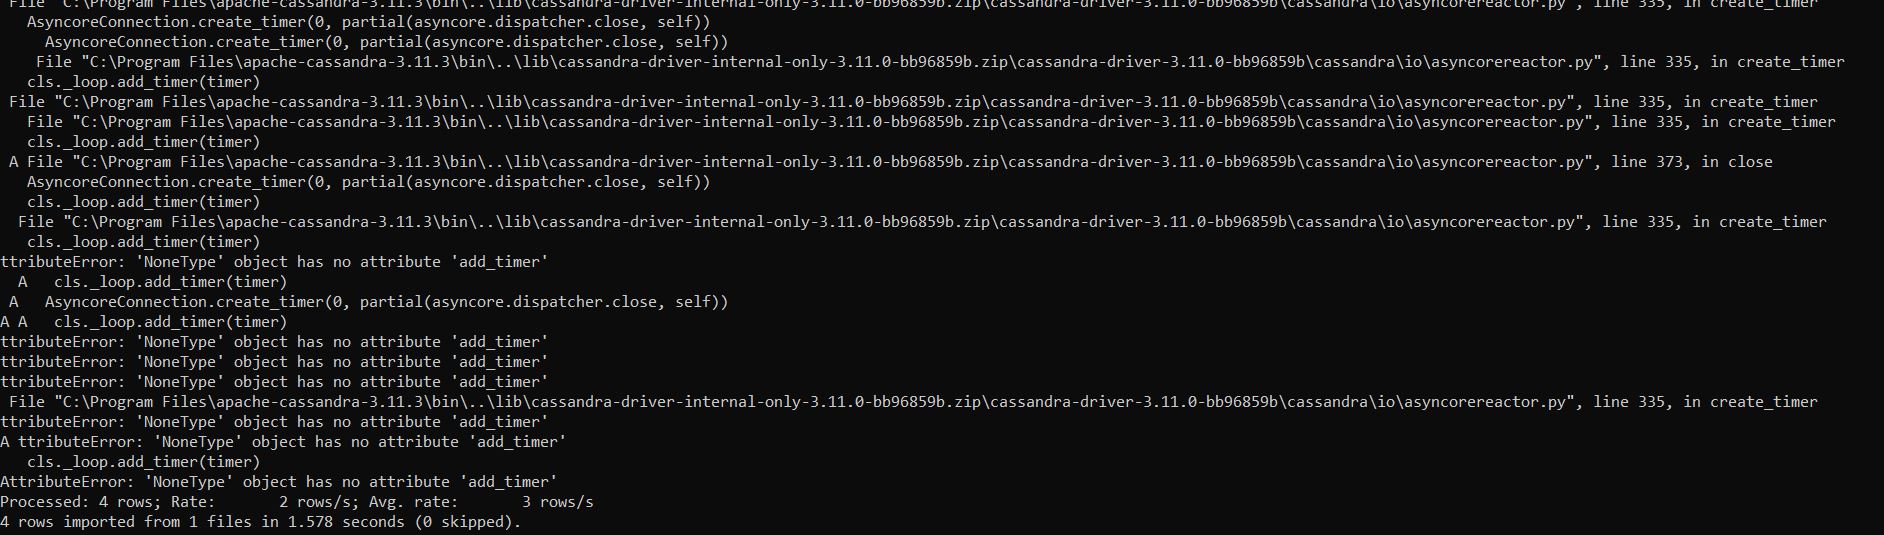 File "C:\Program Files\apache-cassandra-3.11.3\bin\..\lib\cassandra-driver-internal-only-3.11.0-bb96859b.zip\cassandra-driver-3.11.0-bb96859b\cassandra\io\asyncorereactor.py", line 335, in create_timer
    AsyncoreConnection.create_timer(0, partial(asyncore.dispatcher.close, self))
      AsyncoreConnection.create_timer(0, partial(asyncore.dispatcher.close, self))
     File "C:\Program Files\apache-cassandra-3.11.3\bin\..\lib\cassandra-driver-internal-only-3.11.0-bb96859b.zip\cassandra-driver-3.11.0-bb96859b\cassandra\io\asyncorereactor.py", line 335, in create_timer
    cls._loop.add_timer(timer)
  File "C:\Program Files\apache-cassandra-3.11.3\bin\..\lib\cassandra-driver-internal-only-3.11.0-bb96859b.zip\cassandra-driver-3.11.0-bb96859b\cassandra\io\asyncorereactor.py", line 335, in create_timer
    File "C:\Program Files\apache-cassandra-3.11.3\bin\..\lib\cassandra-driver-internal-only-3.11.0-bb96859b.zip\cassandra-driver-3.11.0-bb96859b\cassandra\io\asyncorereactor.py", line 335, in create_timer
    cls._loop.add_timer(timer)
 A File "C:\Program Files\apache-cassandra-3.11.3\bin\..\lib\cassandra-driver-internal-only-3.11.0-bb96859b.zip\cassandra-driver-3.11.0-bb96859b\cassandra\io\asyncorereactor.py", line 373, in close
    AsyncoreConnection.create_timer(0, partial(asyncore.dispatcher.close, self))
    cls._loop.add_timer(timer)
   File "C:\Program Files\apache-cassandra-3.11.3\bin\..\lib\cassandra-driver-internal-only-3.11.0-bb96859b.zip\cassandra-driver-3.11.0-bb96859b\cassandra\io\asyncorereactor.py", line 335, in create_timer
    cls._loop.add_timer(timer)
ttributeError: 'NoneType' object has no attribute 'add_timer'
  A   cls._loop.add_timer(timer)
 A   AsyncoreConnection.create_timer(0, partial(asyncore.dispatcher.close, self))
A A   cls._loop.add_timer(timer)
ttributeError: 'NoneType' object has no attribute 'add_timer'
ttributeError: 'NoneType' object has no attribute 'add_timer'
ttributeError: 'NoneType' object has no attribute 'add_timer'
 File "C:\Program Files\apache-cassandra-3.11.3\bin\..\lib\cassandra-driver-internal-only-3.11.0-bb96859b.zip\cassandra-driver-3.11.0-bb96859b\cassandra\io\asyncorereactor.py", line 335, in create_timer
ttributeError: 'NoneType' object has no attribute 'add_timer'
A ttributeError: 'NoneType' object has no attribute 'add_timer'
   cls._loop.add_timer(timer)
AttributeError: 'NoneType' object has no attribute 'add_timer'
Processed: 4 rows; Rate:       2 rows/s; Avg. rate:       3 rows/s
4 rows imported from 1 files in 1.578 seconds (0 skipped).